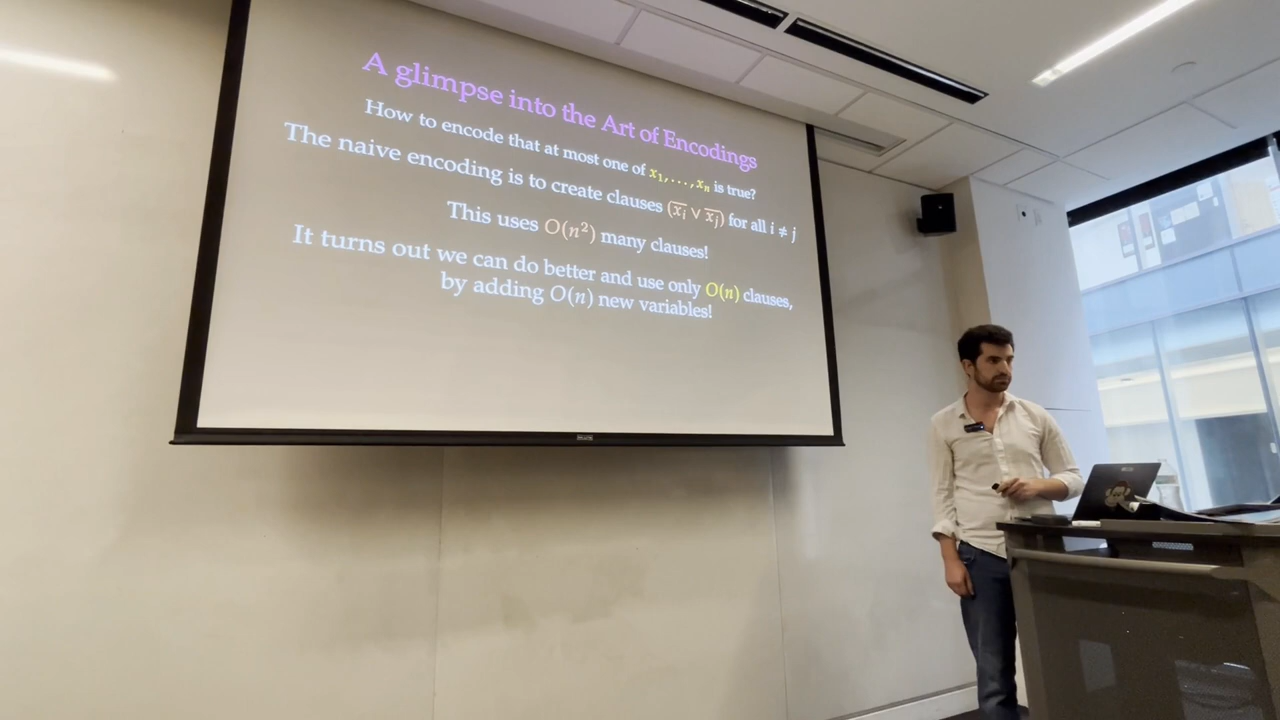 A glimpse into the Art of Encodings
How to encode that at most one of x₁, . . . , xₙ is true?
The naive encoding is to create clauses (x̅ᵢ ∨ x̅ⱼ) for all i ≠ j
This uses O(n²) many clauses!
It turns out we can do better and use only O(n) clauses,
by adding O(n) new variables!